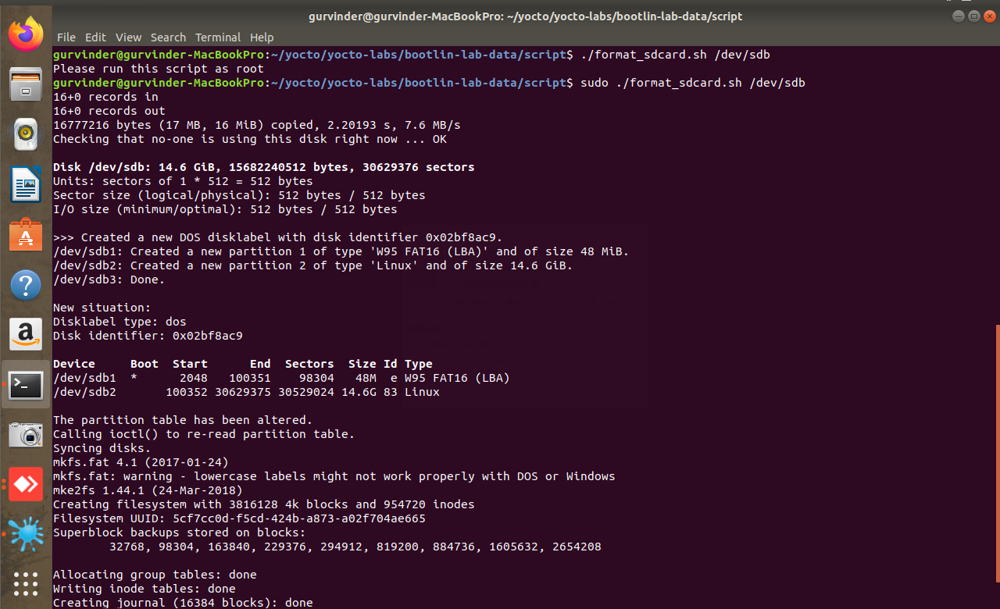 gurvinder@gurvinder-MacBookPro: ~/yocto/yocto-labs/bootlin-lab-data/script
File Edit View Search Terminal Help
gurvinder@gurvinder-MacBookPro:~/yocto/yocto-labs/bootlin-lab-data/script$ ./format_sdcard.sh /dev/sdb
Please run this script as root
gurvinder@gurvinder-MacBookPro:~/yocto/yocto-labs/bootlin-lab-data/script$ sudo ./format_sdcard.sh /dev/sdb
16+0 records in
16+0 records out
16777216 bytes (17 MB, 16 MiB) copied, 2.20193 s, 7.6 MB/s
Checking that no-one is using this disk right now ... OK
Disk /dev/sdb: 14.6 GiB, 15682240512 bytes, 30629376 sectors
Units: sectors of 1 * 512 = 512 bytes
Sector size (logical/physical): 512 bytes / 512 bytes
I/O size (minimum/optimal): 512 bytes / 512 bytes
>>> Created a new DOS disklabel with disk identifier 0x02bf8ac9.
/dev/sdb1: Created a new partition 1 of type 'W95 FAT16 (LBA)' and of size 48 MiB.
/dev/sdb2: Created a new partition 2 of type 'Linux' and of size 14.6 GiB.
/dev/sdb3: Done.
New situation:
Disklabel type: dos
Disk identifier: 0x02bf8ac9
Device     Boot  Start      End  Sectors  Size Id Type
/dev/sdb1  *      2048   100351    98304   48M  e W95 FAT16 (LBA)
/dev/sdb2       100352 30629375 30529024 14.6G 83 Linux
The partition table has been altered.
Calling ioctl() to re-read partition table.
Syncing disks.
mkfs.fat 4.1 (2017-01-24)
mkfs.fat: warning - lowercase labels might not work properly with DOS or Windows
mke2fs 1.44.1 (24-Mar-2018)
Creating filesystem with 3816128 4k blocks and 954720 inodes
Filesystem UUID: 5cf7cc0d-f5cd-424b-a873-a02f704ae665
Superblock backups stored on blocks:
        32768, 98304, 163840, 229376, 294912, 819200, 884736, 1605632, 2654208
Allocating group tables: done
Writing inode tables: done
Creating journal (16384 blocks): done